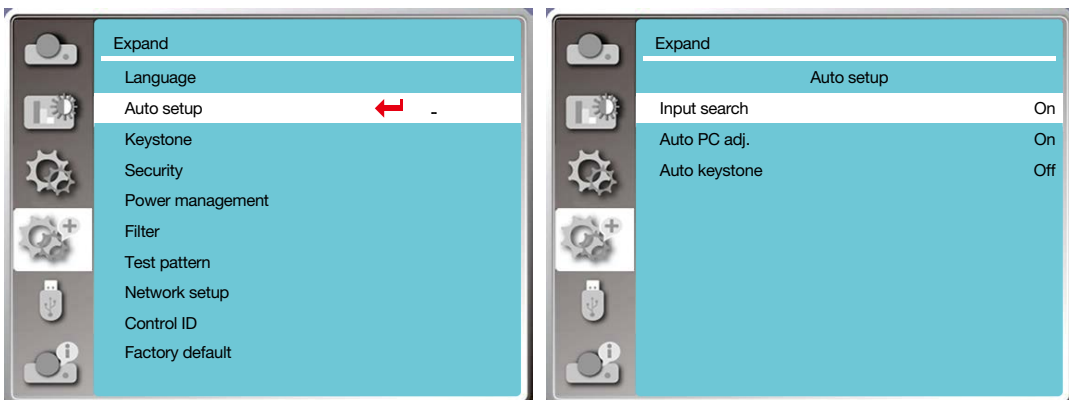 Expand
Language
Auto setup -
Keystone
Security
Power management
Filter
Test pattern
Network setup
Control ID
Factory default
Expand
Auto setup
Input search On
Auto PC adj. On
Auto keystone Off